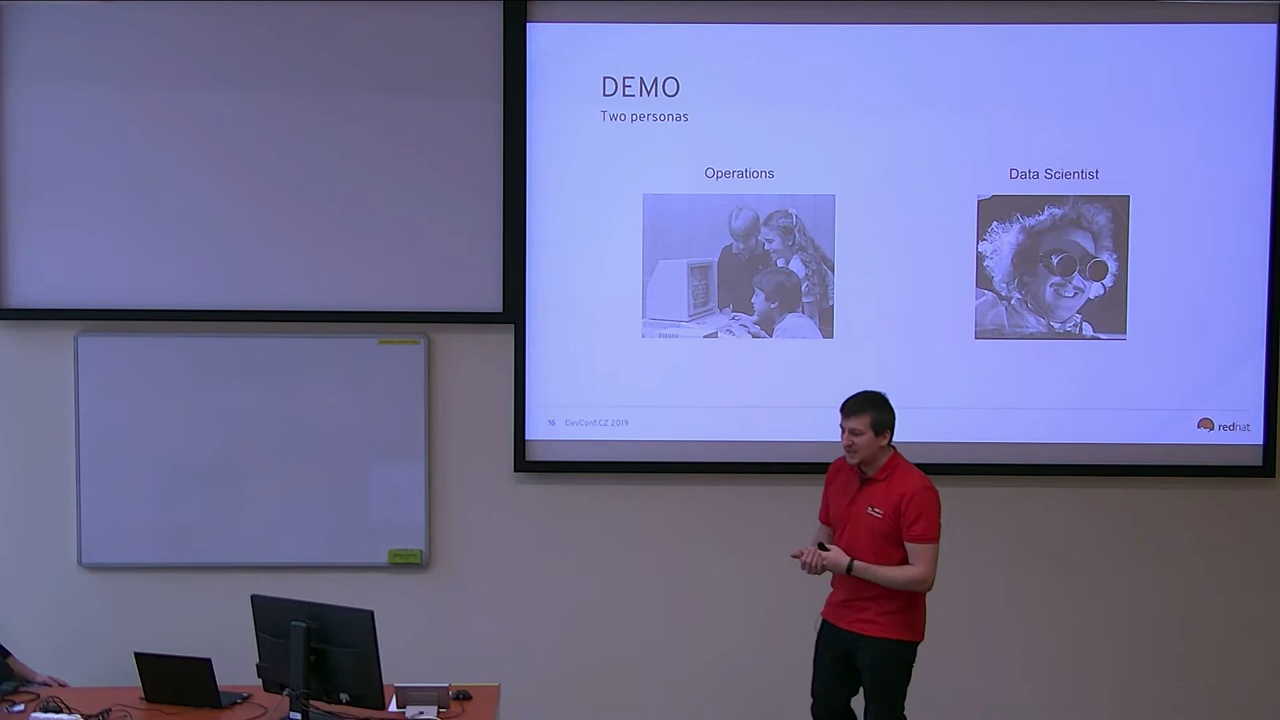 DEMO
Two personas
Operations
Data Scientist
16 DevConf.CZ 2019
redhat